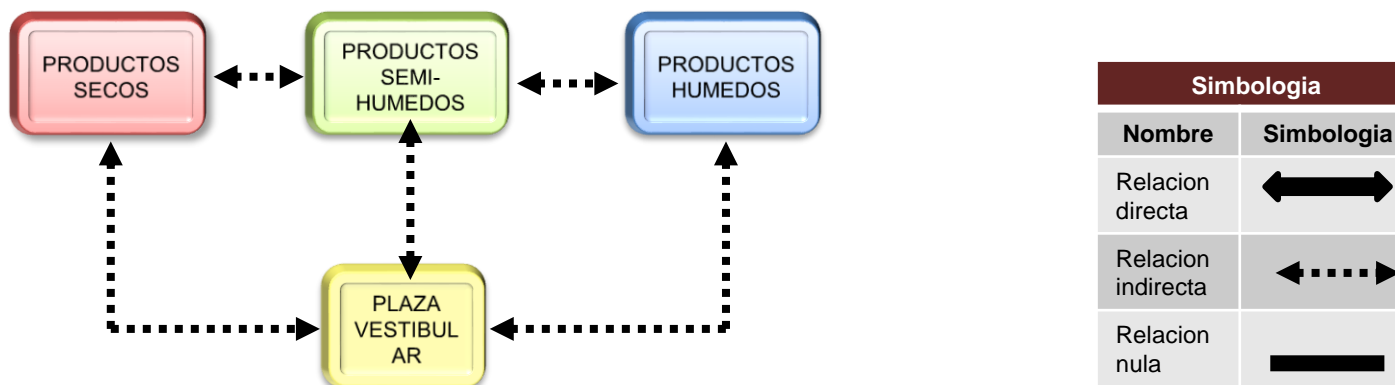 PRODUCTOS
SECOS
PRODUCTOS
SEMI-
HUMEDOS
PRODUCTOS
HUMEDOS
PLAZA
VESTIBUL
AR
Simbologia
Nombre Simbologia
Relacion
directa
Relacion
indirecta
Relacion
nula